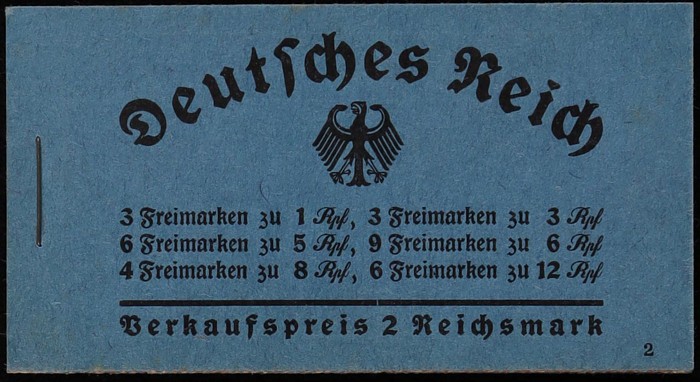 Deutsches Reich
3 Freimarken zu 1 Rpf, 3 Freimarken zu 3 Rpf
6 Freimarken zu 5 Rpf, 9 Freimarken zu 6 Rpf
4 Freimarken zu 8 Rpf, 6 Freimarken zu 12 Rpf
Verkaufspreis 2 Reichsmark
2